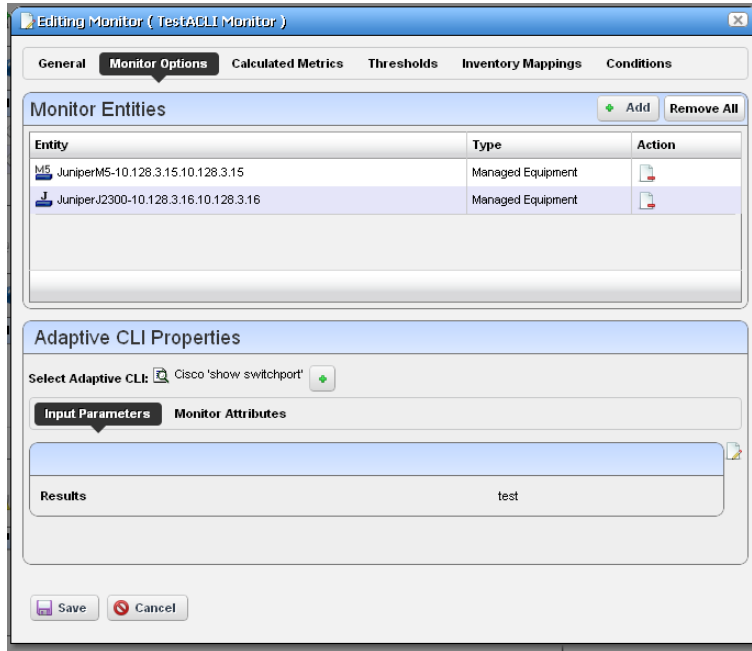 Editing Monitor ( TestACLI Monitor )
General Monitor Options Calculated Metrics Thresholds Inventory Mappings Conditions
Monitor Entities
Add Remove All
Entity Type Action
M5 JuniperM5-10.128.3.15.10.128.3.15 Managed Equipment
J JuniperJ2300-10.128.3.16.10.128.3.16 Managed Equipment
Adaptive CLI Properties
Select Adaptive CLI: Cisco 'show switchport'
Input Parameters Monitor Attributes
Results test
Save Cancel